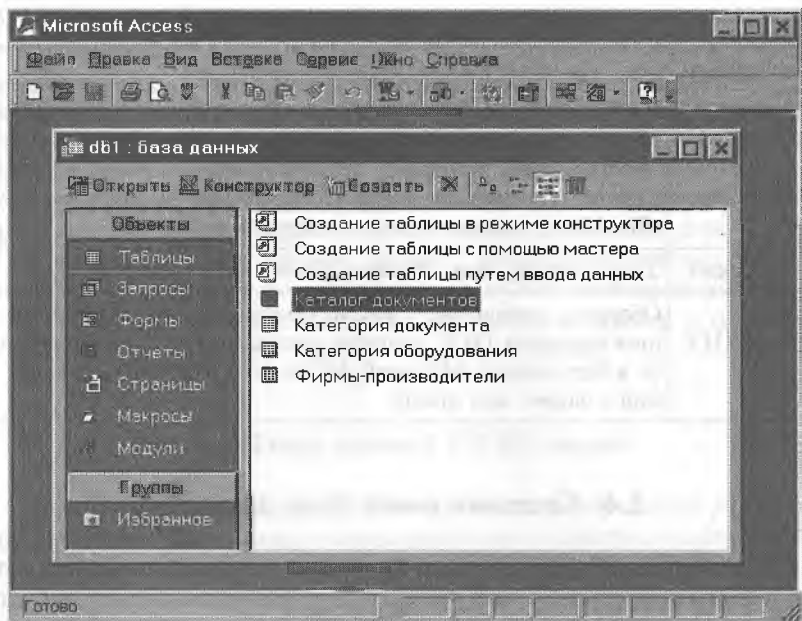 Microsoft Access
Файл Правка Вид Вставка Сервис Окно Справка
db1 : база данных
Открыть Конструктор Создать
Объекты
Таблицы
Запросы
Формы
Отчеты
Страницы
Макросы
Модули
Группы
Избранное
Создание таблицы в режиме конструктора
Создание таблицы с помощью мастера
Создание таблицы путем ввода данных
Каталог документов
Категория документа
Категория оборудования
Фирмы-производители
Готово